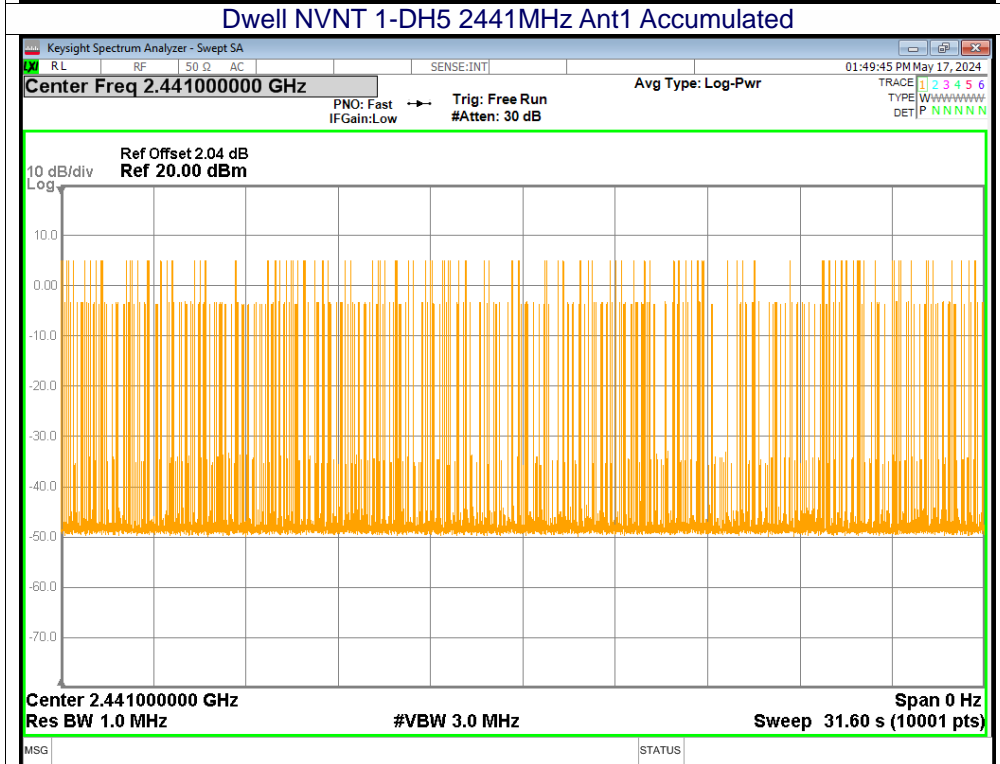 Dwell NVNT 1-DH5 2441MHz Ant1 Accumulated
Keysight Spectrum Analyzer - Swept SA
LXI RL RF 50 Ω AC SENSE:INT 01:49:45 PM May 17, 2024
Center Freq 2.441000000 GHz
PNO: Fast Trig: Free Run Avg Type: Log-Pwr TRACE 1 2 3 4 5 6
IFGain:Low #Atten: 30 dB TYPE WWWWWWW
DET P N N N N N
Ref Offset 2.04 dB
10 dB/div Ref 20.00 dBm
Log
10.0
0.00
-10.0
-20.0
-30.0
-40.0
-50.0
-60.0
-70.0
Center 2.441000000 GHz Span 0 Hz
Res BW 1.0 MHz #VBW 3.0 MHz Sweep 31.60 s (10001 pts)
MSG STATUS